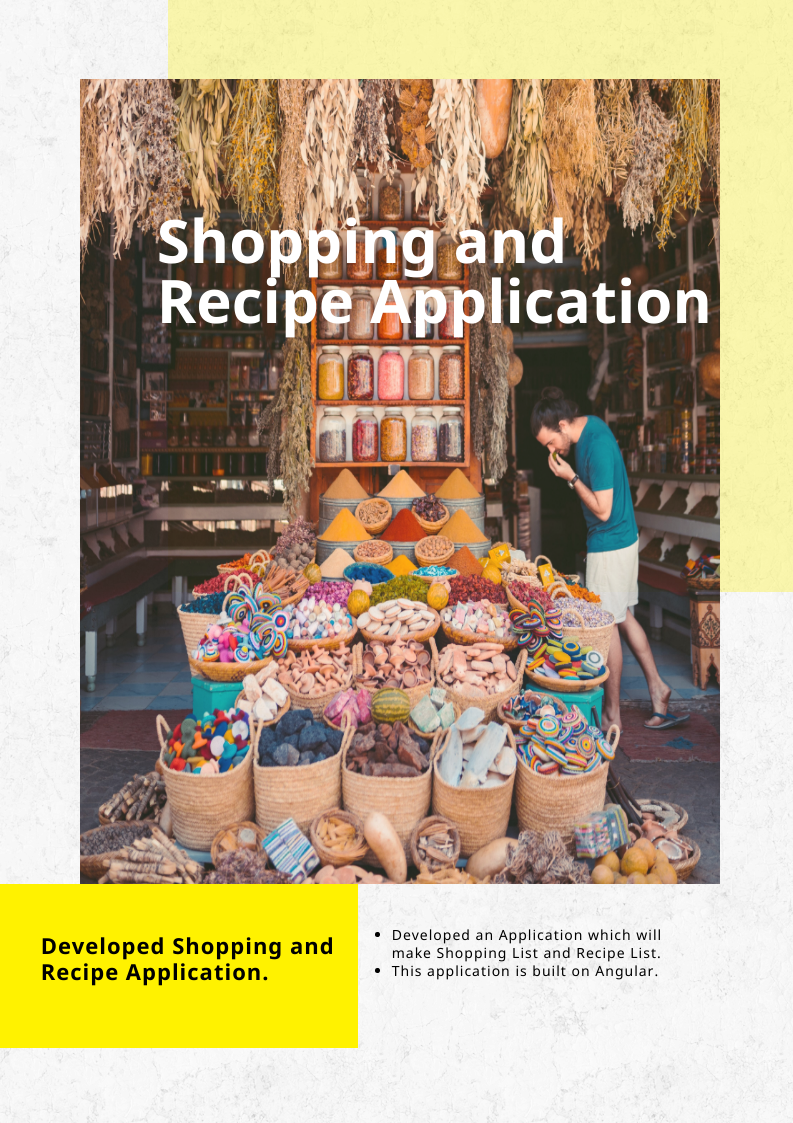 Shopping and
Recipe Application
Developed Shopping and
Recipe Application.
• Developed an Application which will
make Shopping List and Recipe List.
• This application is built on Angular.